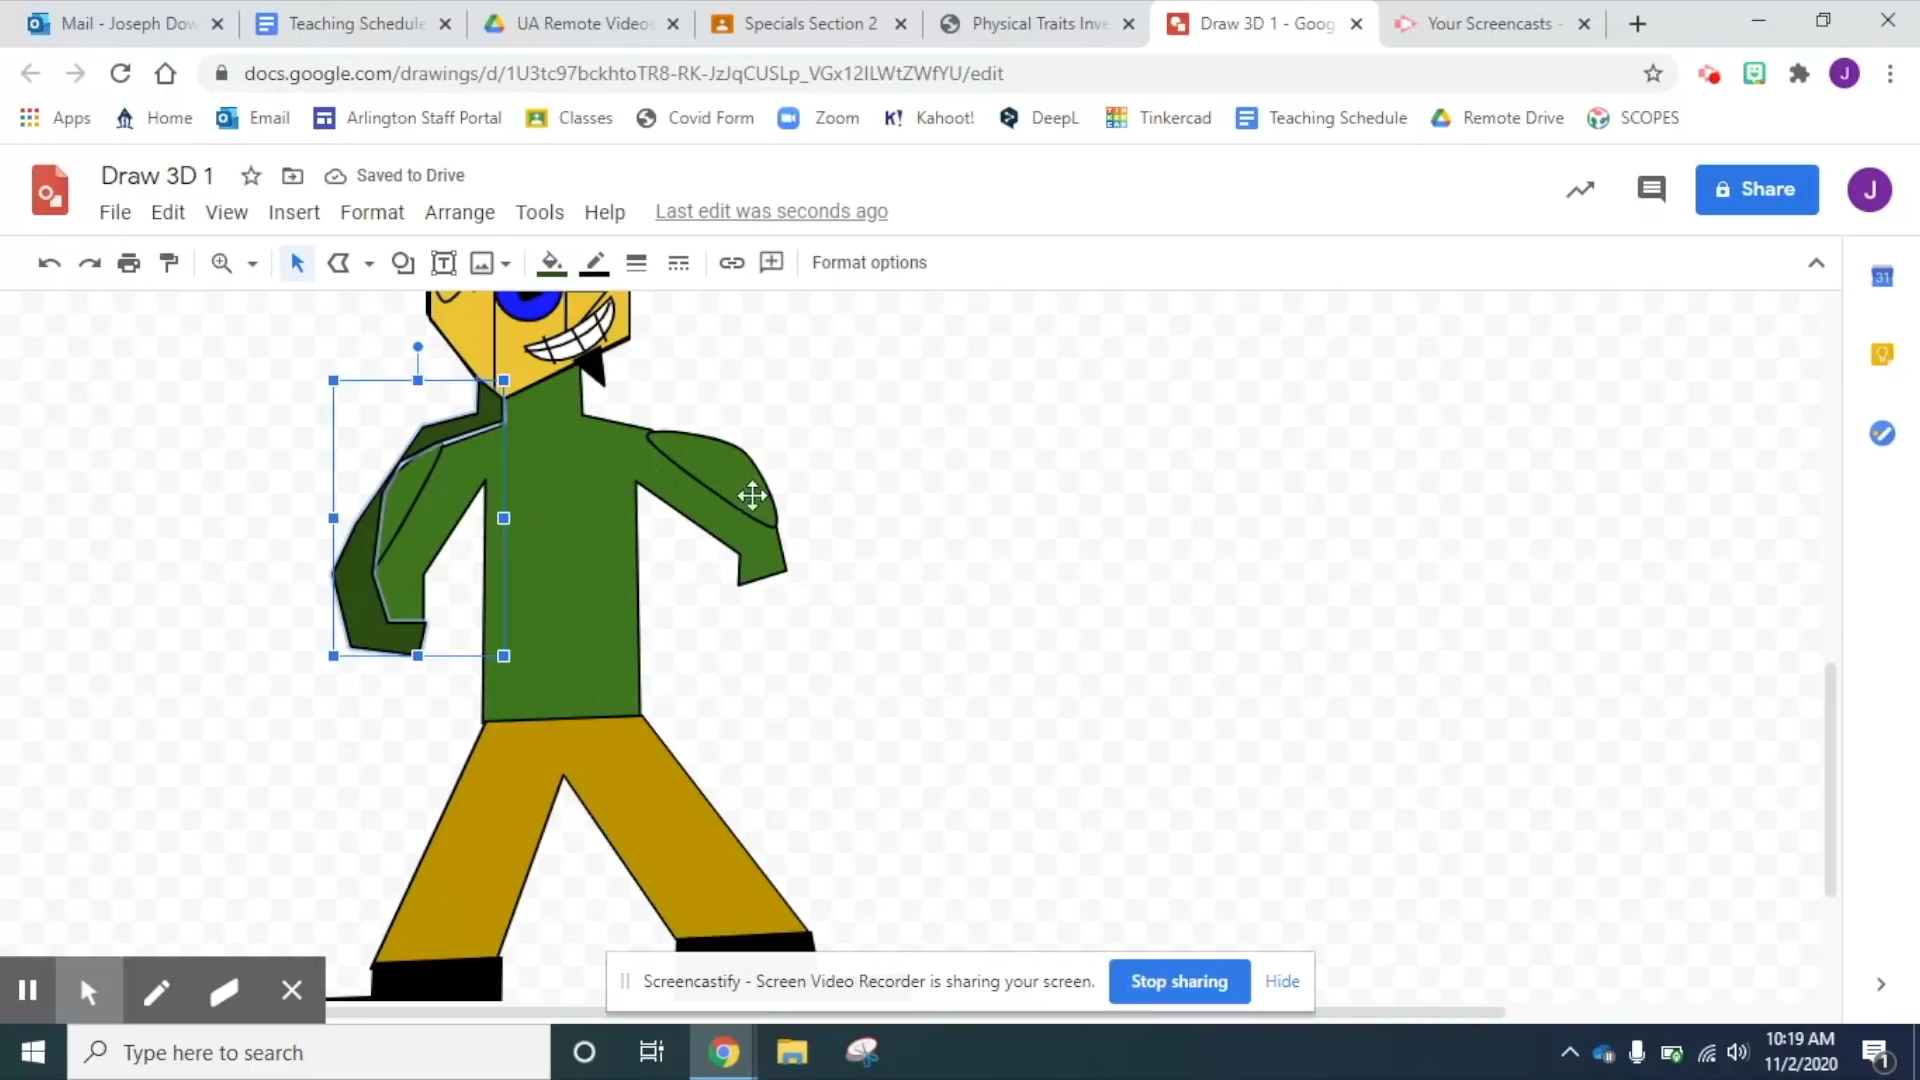 Mail - Joseph Dow
Teaching Schedule
UA Remote Videos
Specials Section 2
Physical Traits Inve
Draw 3D 1 - Goog
Your Screencasts -
docs.google.com/drawings/d/1U3tc97bckhtoTR8-RK-JzJqCUSLp_VGx12ILWtZWfYU/edit
J
Apps
Home
Email
Arlington Staff Portal
Classes
Covid Form
Zoom
K! Kahoot!
DeepL
Tinkercad
Teaching Schedule
Remote Drive
SCOPES
Draw 3D 1
Saved to Drive
File Edit View Insert Format Arrange Tools Help Last edit was seconds ago
Share
J
Format options
31
Screencastify - Screen Video Recorder is sharing your screen.
Stop sharing
Hide
Type here to search
10:19 AM
11/2/2020
1